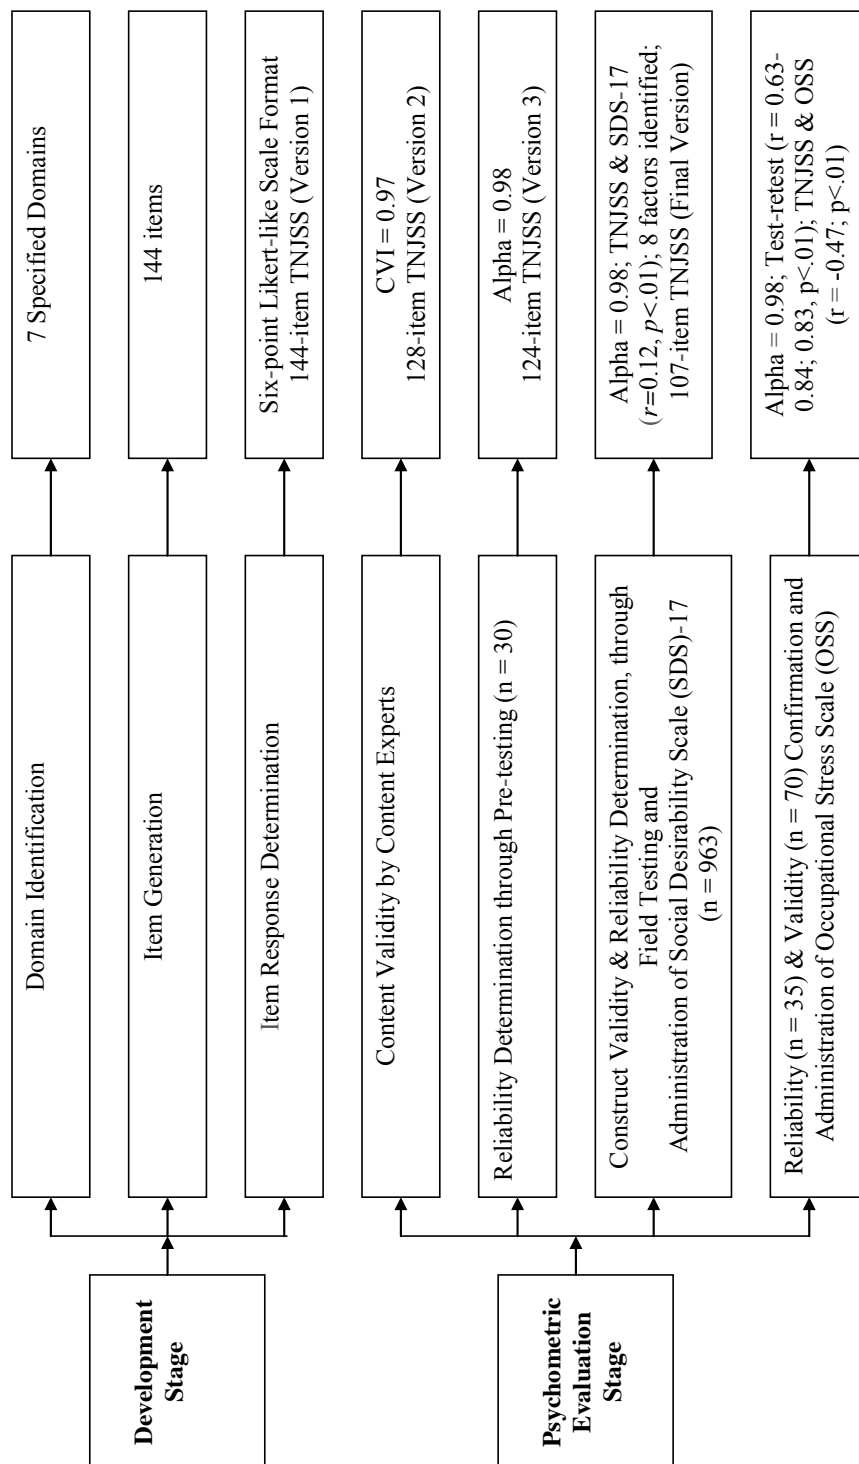 Development
Stage
Domain Identification
7 Specified Domains
Item Generation
144 items
Item Response Determination
Six-point Likert-like Scale Format
144-item TNJSS (Version 1)
Psychometric
Evaluation
Stage
Content Validity by Content Experts
CVI = 0.97
128-item TNJSS (Version 2)
Reliability Determination through Pre-testing (n = 30)
Alpha = 0.98
124-item TNJSS (Version 3)
Construct Validity & Reliability Determination, through
Field Testing and
Administration of Social Desirability Scale (SDS)-17
(n = 963)
Alpha = 0.98; TNJSS & SDS-17
(r=0.12, p<.01); 8 factors identified;
107-item TNJSS (Final Version)
Reliability (n = 35) & Validity (n = 70) Confirmation and
Administration of Occupational Stress Scale (OSS)
Alpha = 0.98; Test-retest (r = 0.63-
0.84; 0.83, p<.01); TNJSS & OSS
(r = -0.47; p<.01)